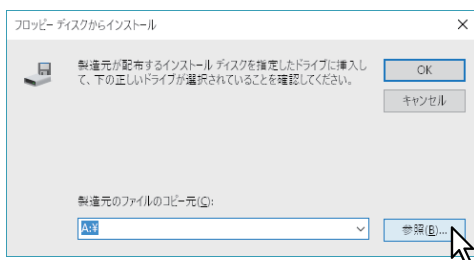 フロッピー ディスクからインストール
製造元が配布するインストール ディスクを指定したドライブに挿入し
て、下の正しいドライブが選択されていることを確認してください。
OK
キャンセル
製造元のファイルのコピー元(C):
A:¥
参照(B)...